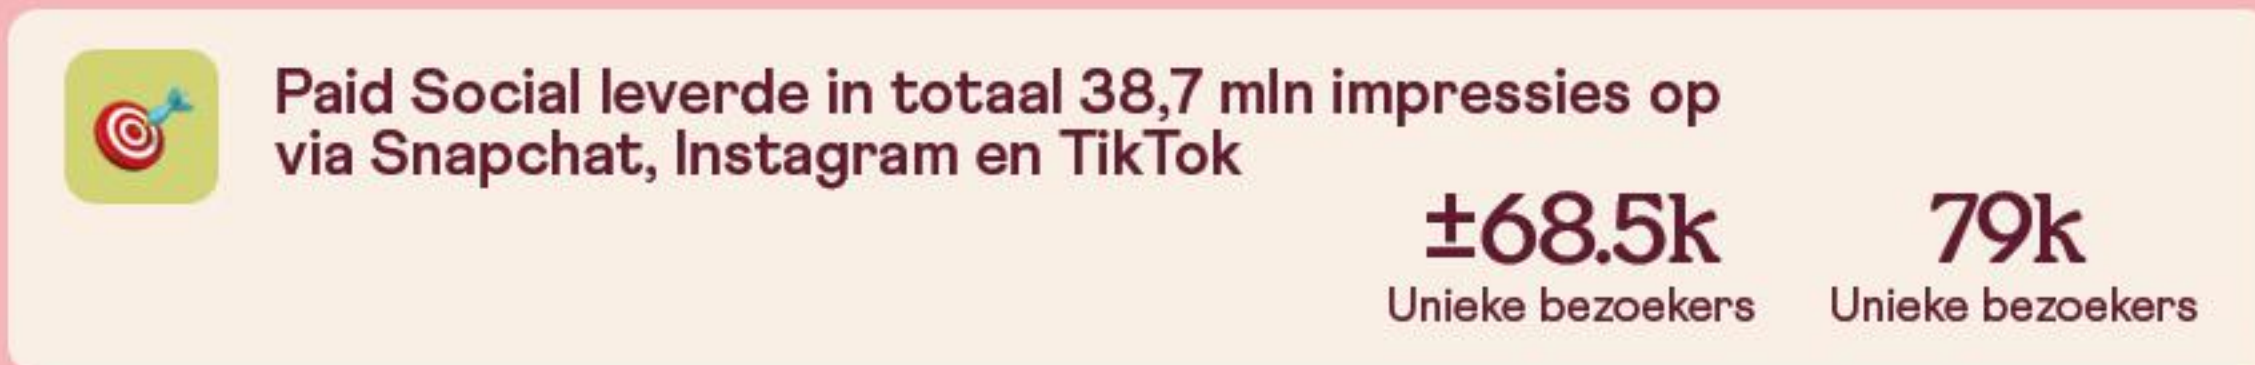 Paid Social leverde in totaal 38,7 mln impressies op
via Snapchat, Instagram en TikTok
±68.5k
Unieke bezoekers
79k
Unieke bezoekers